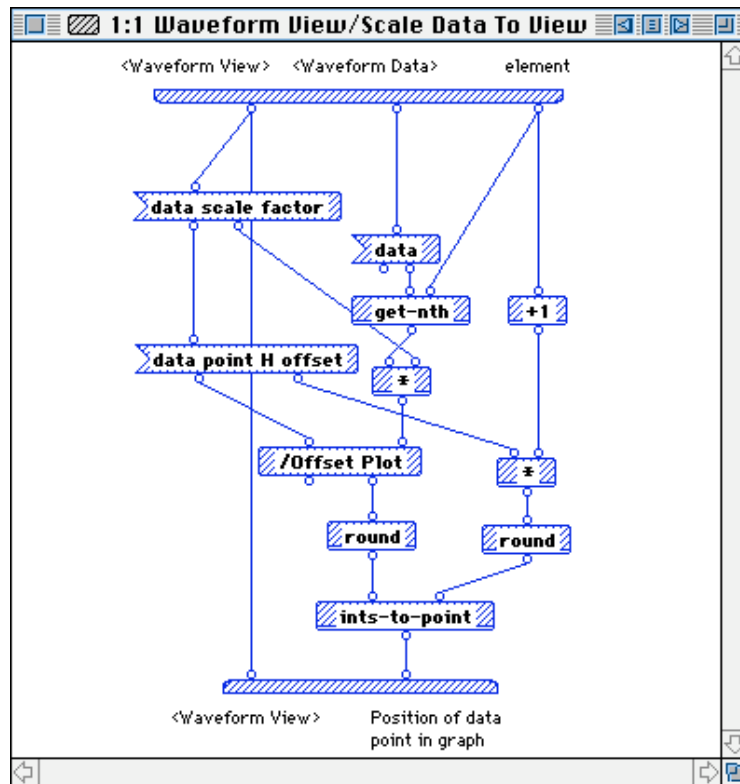 1:1 Waveform View/Scale Data To View
<Waveform View> <Waveform Data> element
data scale factor
data
get-nth +1
data point H offset
*
/Offset Plot
*
round
round
ints-to-point
<Waveform View> Position of data
point in graph